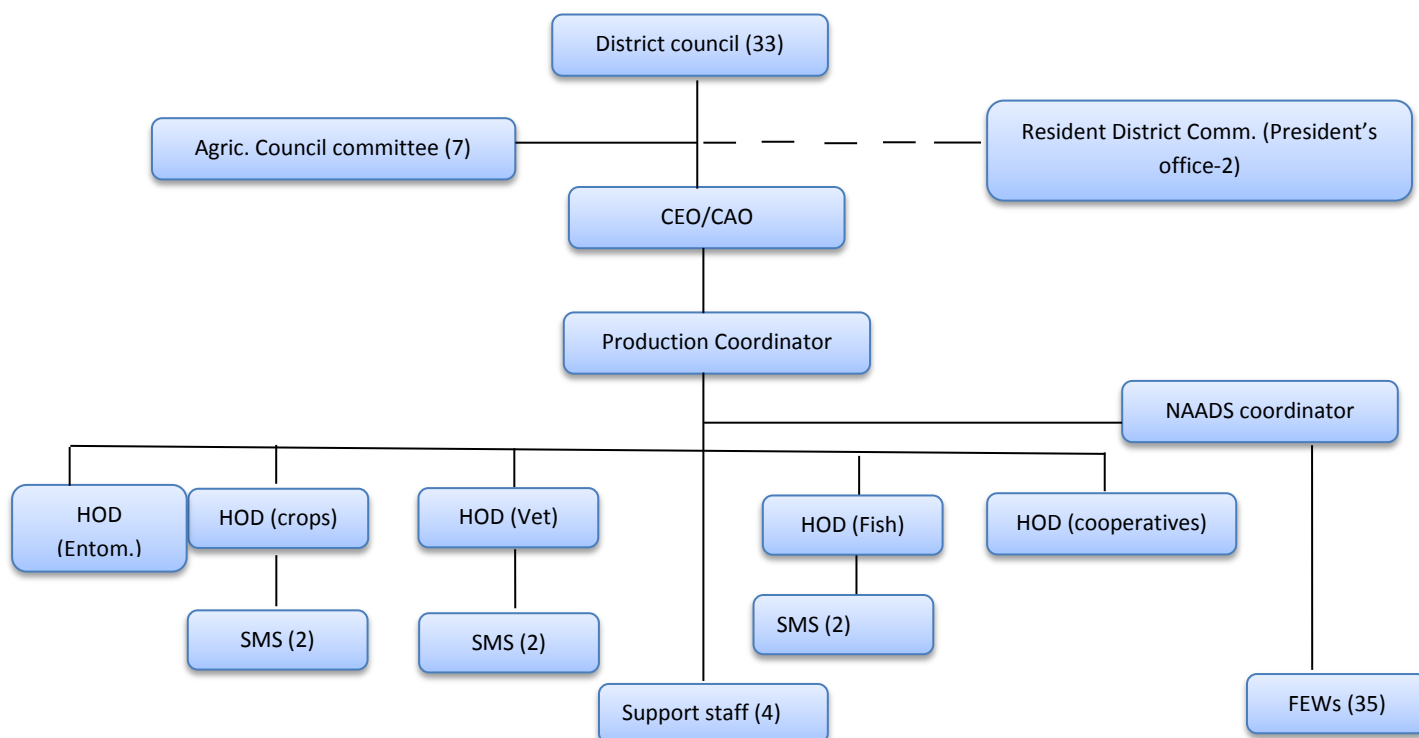 District council (33)
Agric. Council committee (7)
Resident District Comm. (President’s
office-2)
CEO/CAO
Production Coordinator
NAADS coordinator
HOD
(Entom.)
HOD (crops)
HOD (Vet)
HOD (Fish)
HOD (cooperatives)
SMS (2)
SMS (2)
SMS (2)
Support staff (4)
FEWs (35)